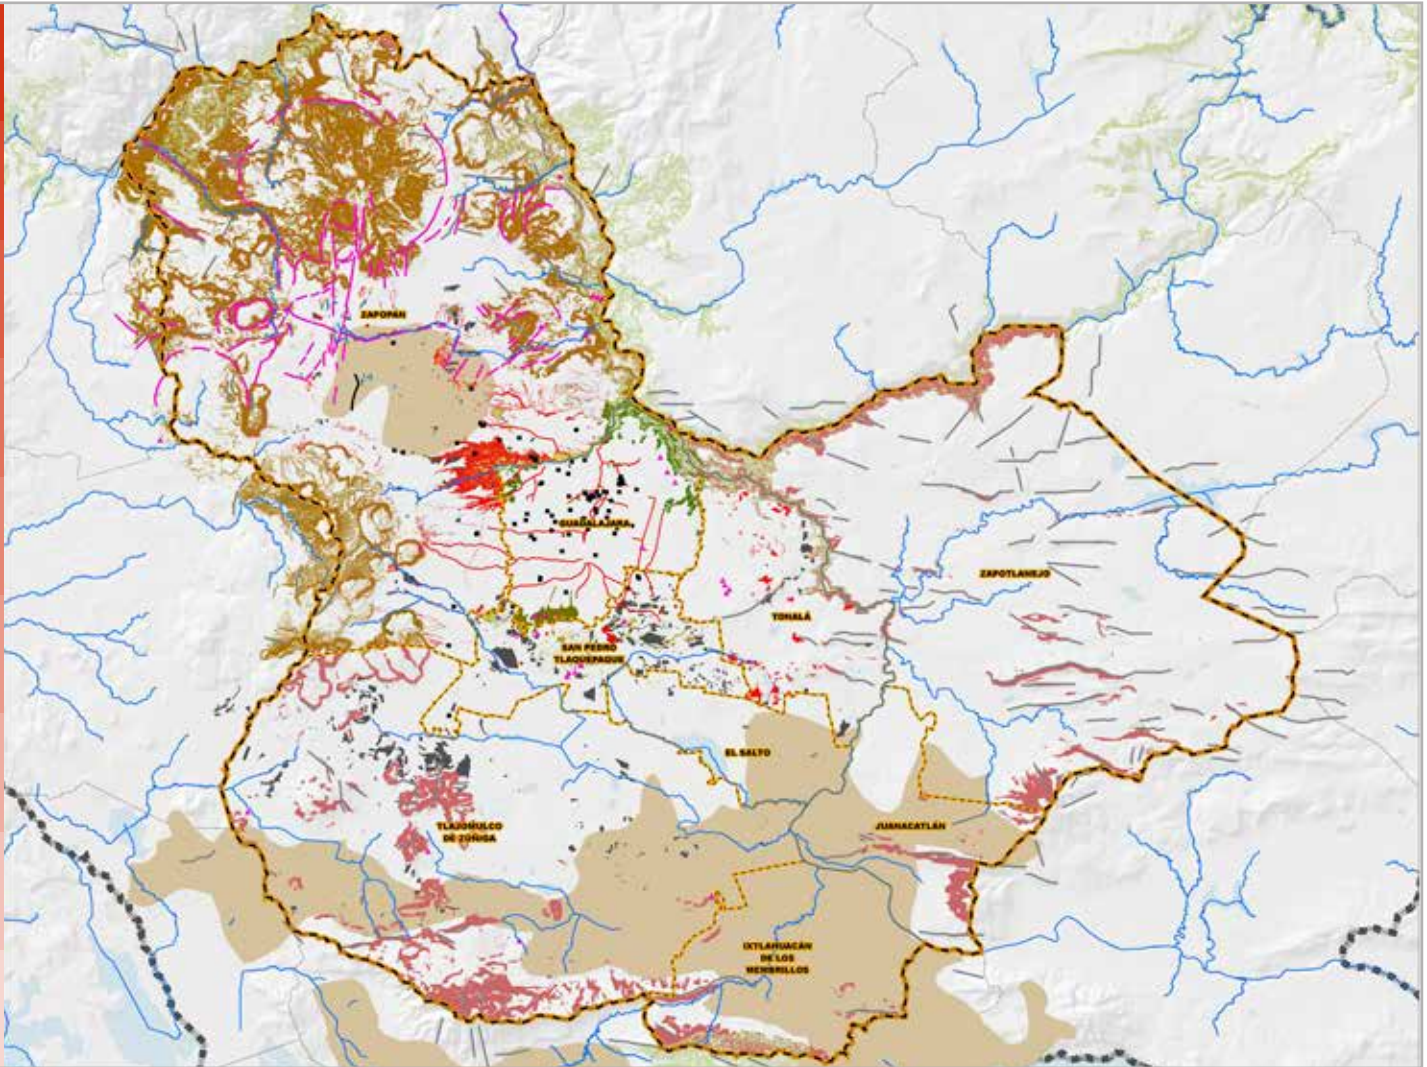 ZAPOPAN
GUADALAJARA
ZAPOTLANEJO
TONALÁ
SAN PEDRO
TLAQUEPAQUE
EL SALTO
TLAJOMULCO
DE ZÚÑIGA
JUANACATLÁN
IXTLAHUACÁN
DE LOS
MEMBRILLOS